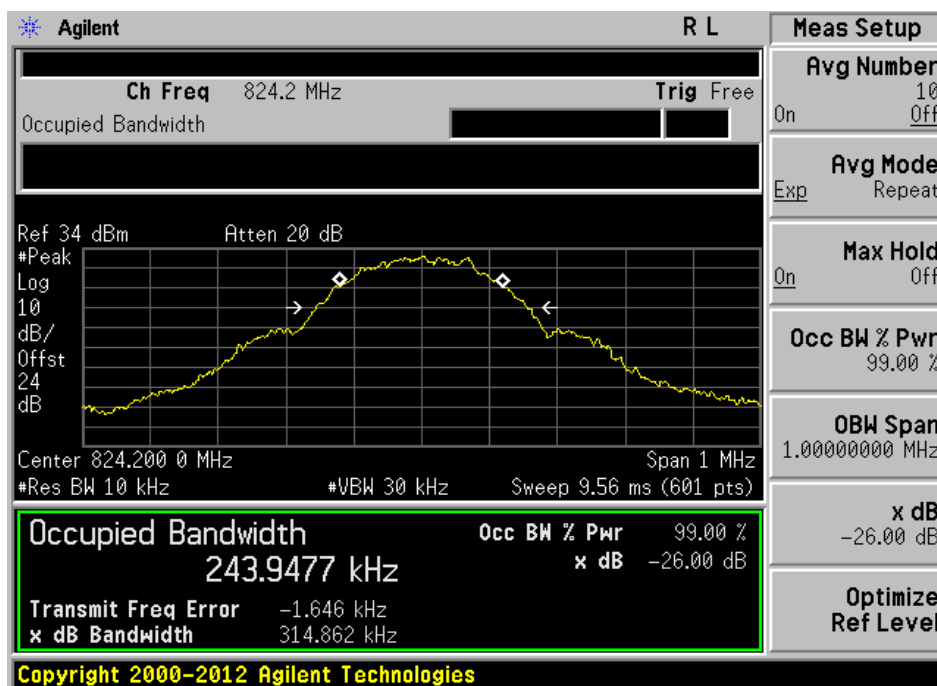 Agilent R L Meas Setup
Ch Freq 824.2 MHz Trig Free
Occupied Bandwidth
Ref 34 dBm Atten 20 dB
#Peak
Log
10
dB/
Offst
24
dB
Center 824.200 0 MHz Span 1 MHz
#Res BW 10 kHz #VBW 30 kHz Sweep 9.56 ms (601 pts)
Occupied Bandwidth
243.9477 kHz
Occ BW % Pwr 99.00 %
x dB -26.00 dB
Transmit Freq Error -1.646 kHz
x dB Bandwidth 314.862 kHz
Copyright 2000-2012 Agilent Technologies
Avg Number
10
On Off
Avg Mode
Exp Repeat
Max Hold
On Off
Occ BW % Pwr
99.00 %
OBW Span
1.00000000 MHz
x dB
-26.00 dB
Optimize
Ref Level